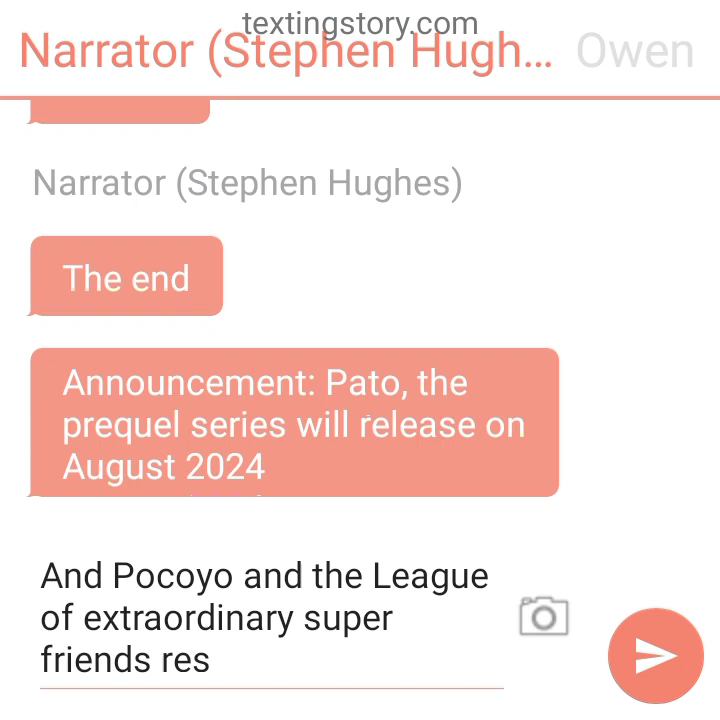 textingstory.com
Narrator (Stephen Hugh... Owen
Narrator (Stephen Hughes)
The end
Announcement: Pato, the
prequel series will release on
August 2024
And Pocoyo and the League
of extraordinary super
friends res